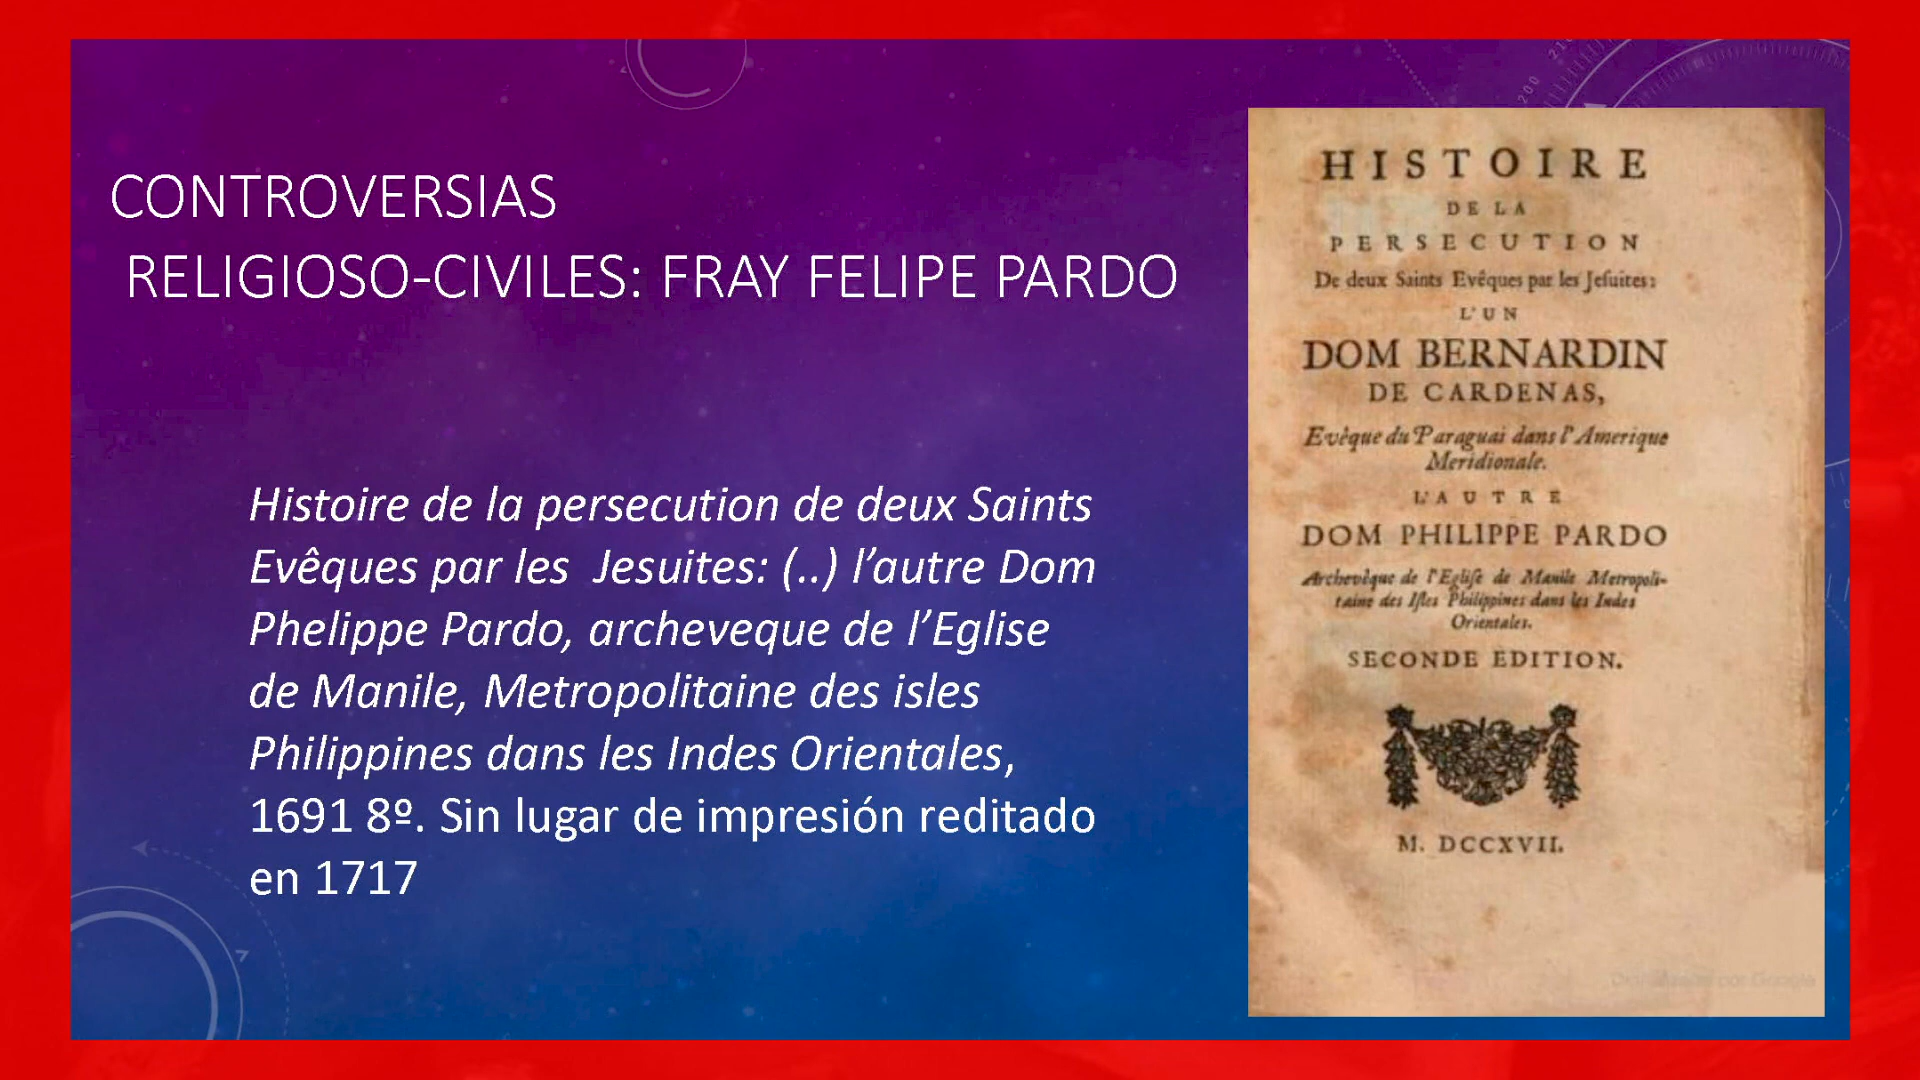 CONTROVERSIAS
RELIGIOSO-CIVILES: FRAY FELIPE PARDO
Histoire de la persecution de deux Saints
Evêques par les Jesuites: (..) l’autre Dom
Phelippe Pardo, archeveque de l’Eglise
de Manile, Metropolitaine des isles
Philippines dans les Indes Orientales,
1691 8º. Sin lugar de impresión reditado
en 1717
HISTOIRE
DE LA
PERSECUTION
De deux Saints Evêques par les Jesuites:
L'UN
DOM BERNARDIN
DE CARDENAS,
Evêque du Paraguai dans l'Amerique
Meridionale.
L'AUTRE
DOM PHILIPPE PARDO
Archevêque de l'Eglise de Manile Metropoli-
taine des Isles Philippines dans les Indes
Orientales.
SECONDE EDITION.
M. DCCXVII.
200